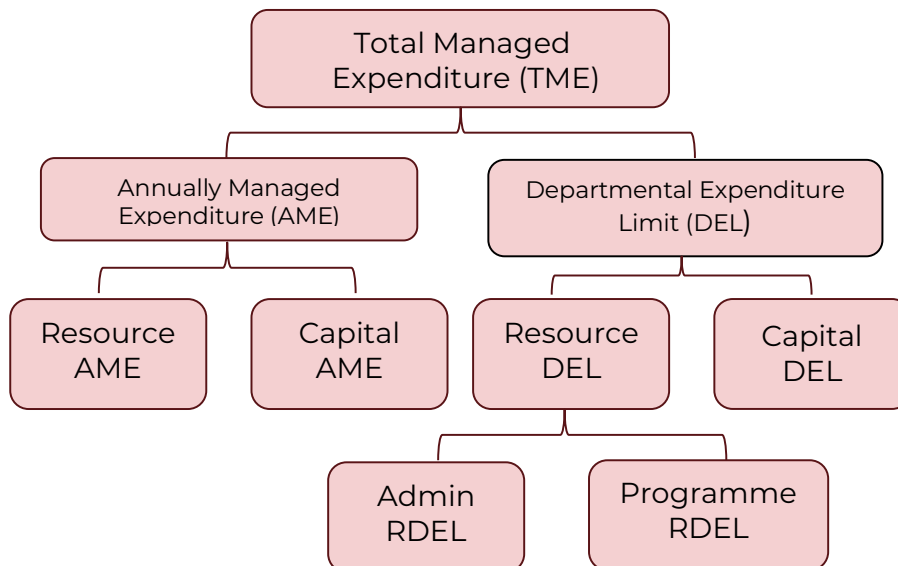 Total Managed
Expenditure (TME)
Annually Managed
Expenditure (AME)
Departmental Expenditure
Limit (DEL)
Resource
AME
Capital
AME
Resource
DEL
Capital
DEL
Admin
RDEL
Programme
RDEL